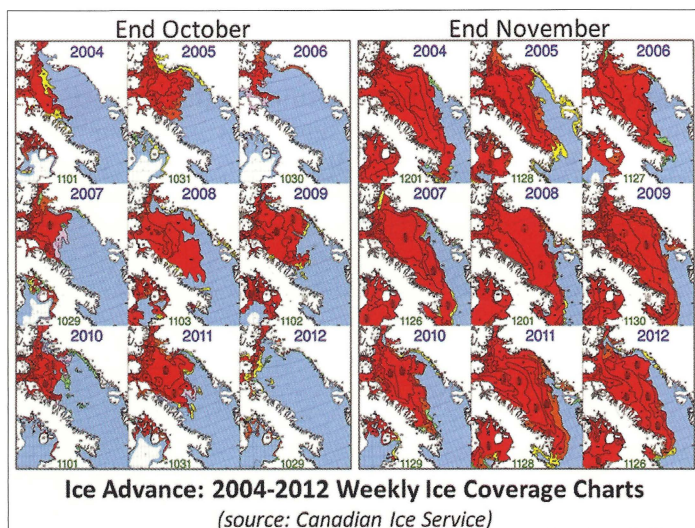 End October
End November
2004 2005 2006
1101 1031 1030
2007 2008 2009
1029 1103 1102
2010 2011 2012
1101 1031 1029
2004 2005 2006
1201 1128 1127
2007 2008 2009
1126 1201 1130
2010 2011 2012
1129 1128 1126
Ice Advance: 2004-2012 Weekly Ice Coverage Charts
(source: Canadian Ice Service)